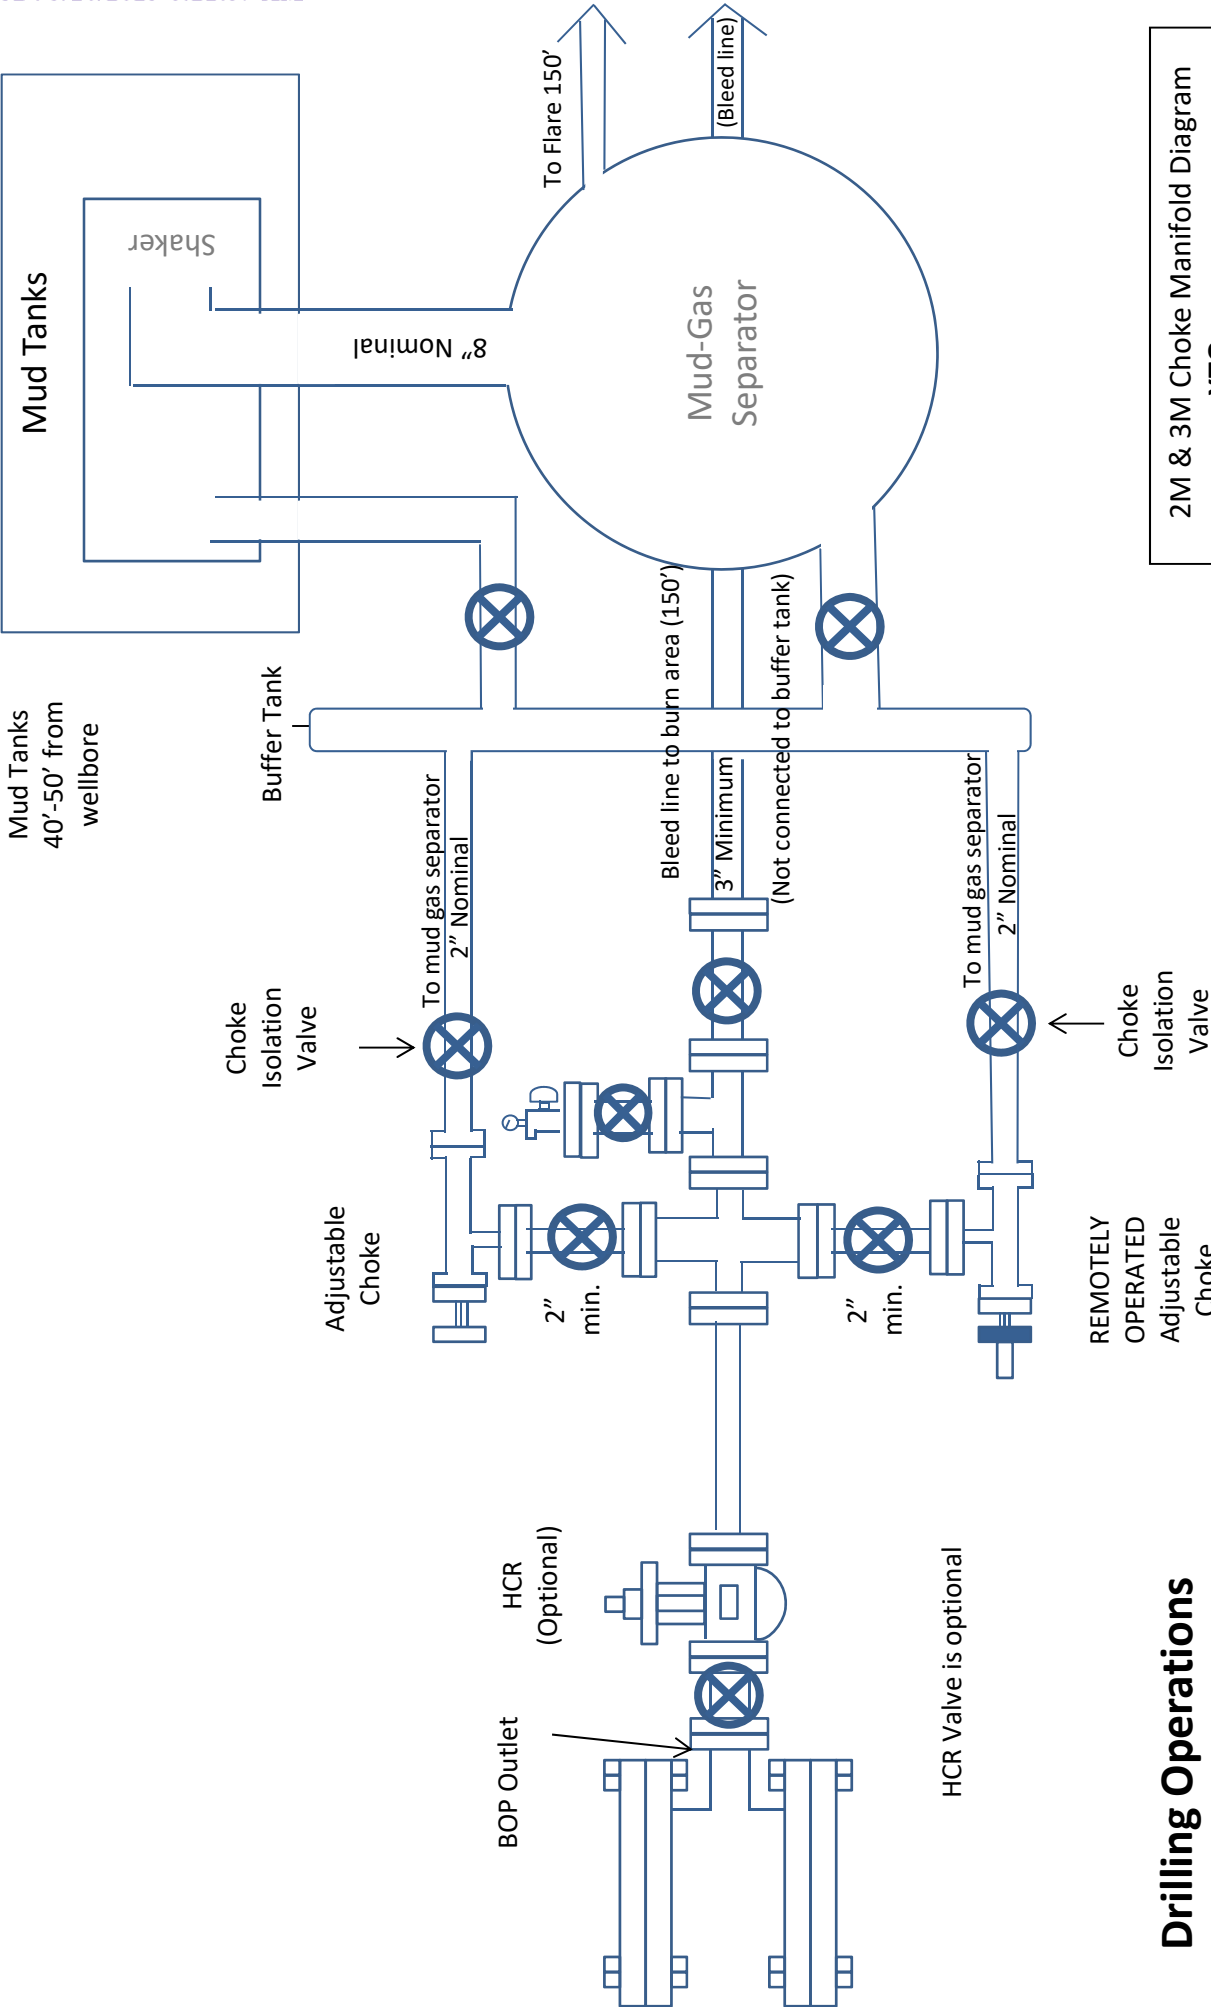 Mud Tanks
Shaker
8” Nominal
To Flare 150’
(Bleed line)
Mud-Gas
Separator
2M & 3M Choke Manifold Diagram
XTO
Mud Tanks
40’-50’ from
wellbore
Buffer Tank
To mud gas separator
2” Nominal
Bleed line to burn area (150’)
3” Minimum
(Not connected to buffer tank)
To mud gas separator
2” Nominal
Choke
Isolation
Valve
Choke
Isolation
Valve
Adjustable
Choke
2”
min.
2”
min.
REMOTELY
OPERATED
Adjustable
Choke
HCR
(Optional)
BOP Outlet
HCR Valve is optional
Drilling Operations